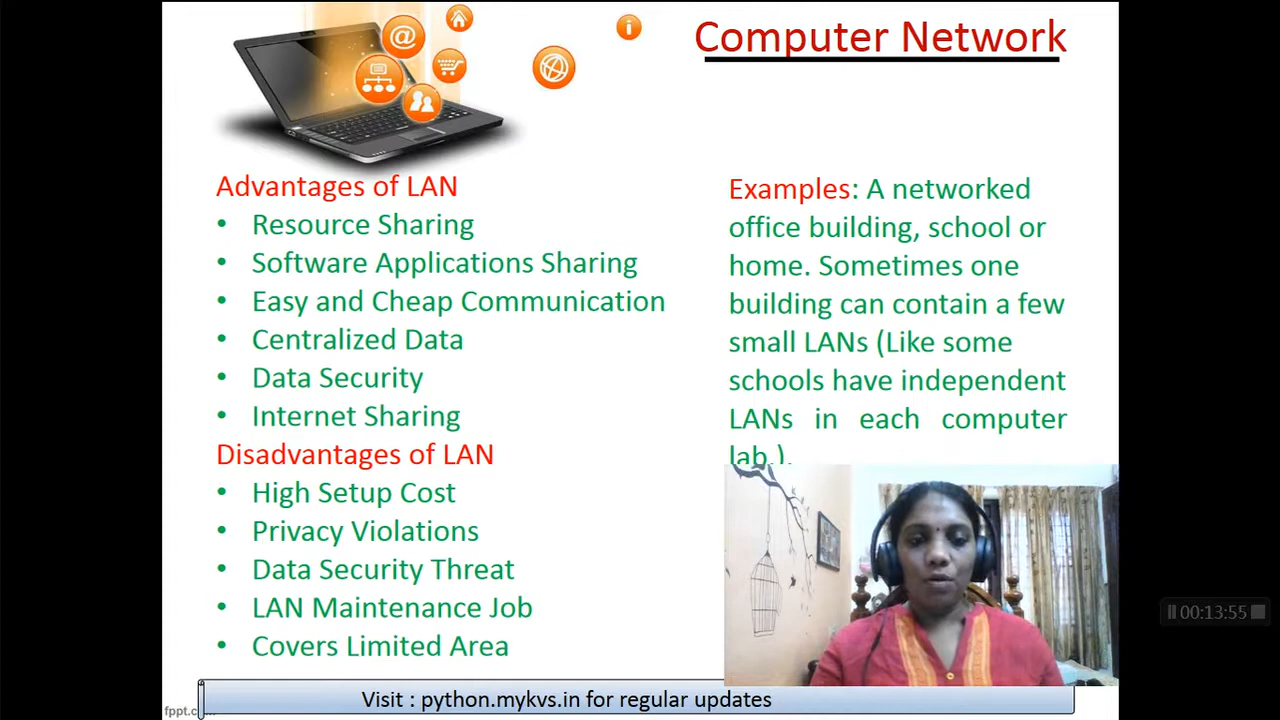 Computer Network
Advantages of LAN
• Resource Sharing
• Software Applications Sharing
• Easy and Cheap Communication
• Centralized Data
• Data Security
• Internet Sharing
Disadvantages of LAN
• High Setup Cost
• Privacy Violations
• Data Security Threat
• LAN Maintenance Job
• Covers Limited Area
Examples: A networked
office building, school or
home. Sometimes one
building can contain a few
small LANs (Like some
schools have independent
LANs in each computer
lab.).
00:13:55
Visit : python.mykvs.in for regular updates